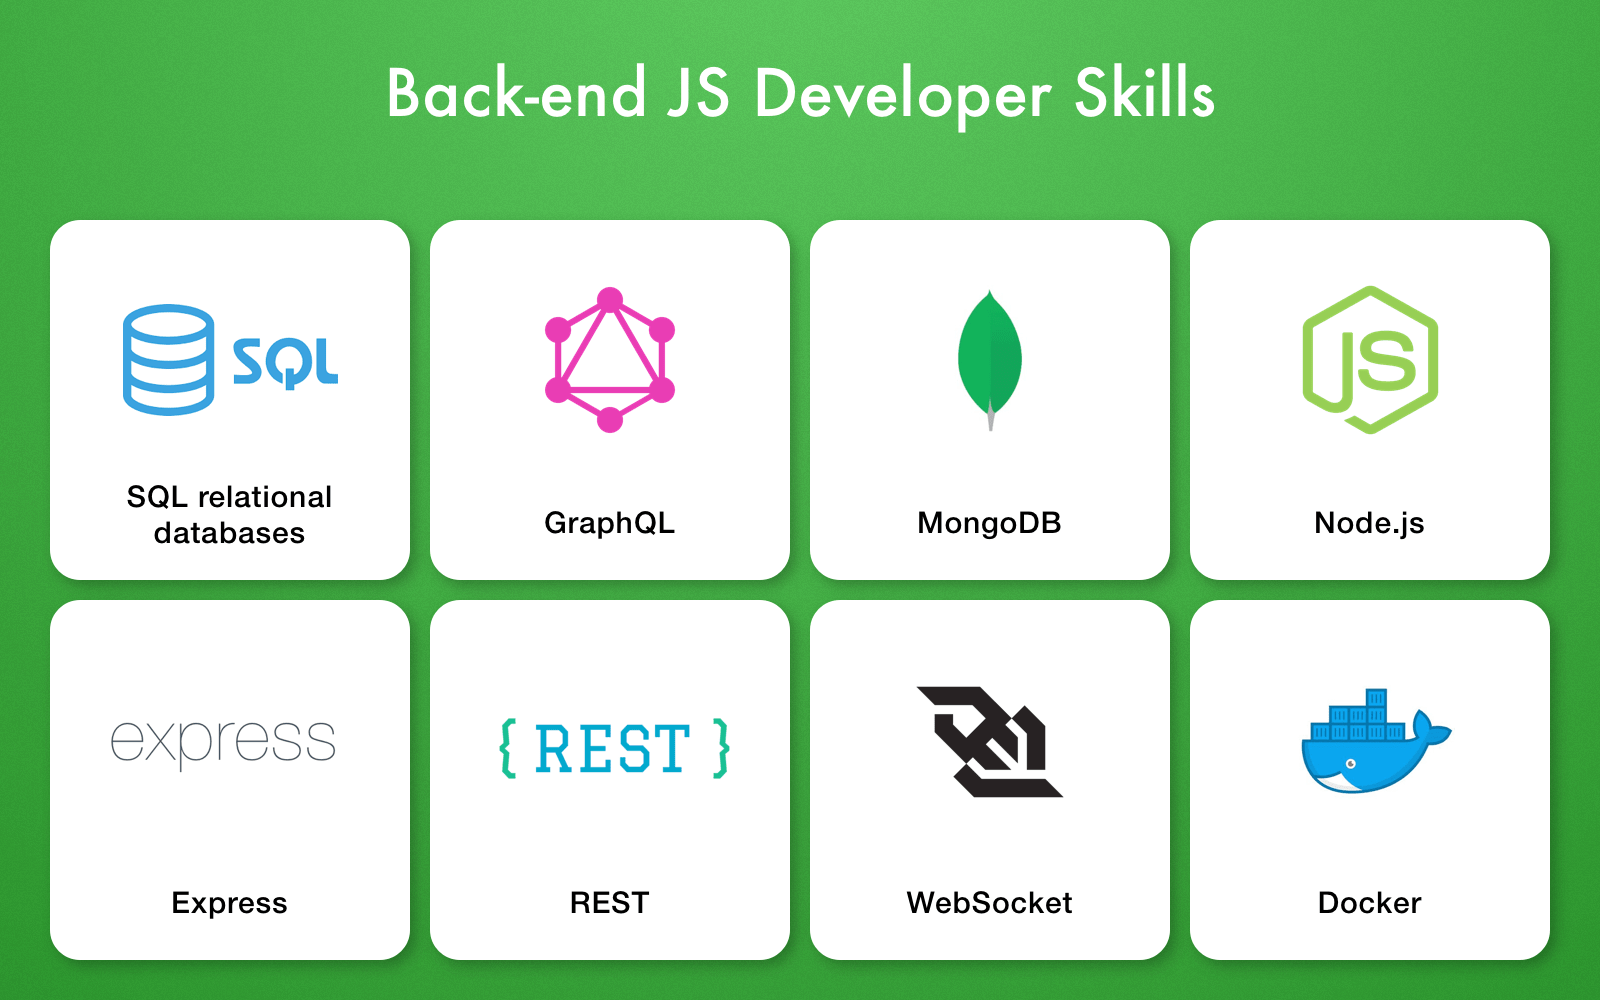 Back-end JS Developer Skills
SQL
SQL relational
databases
GraphQL
MongoDB
JS
Node.js
express
Express
{ REST }
REST
WebSocket
Docker